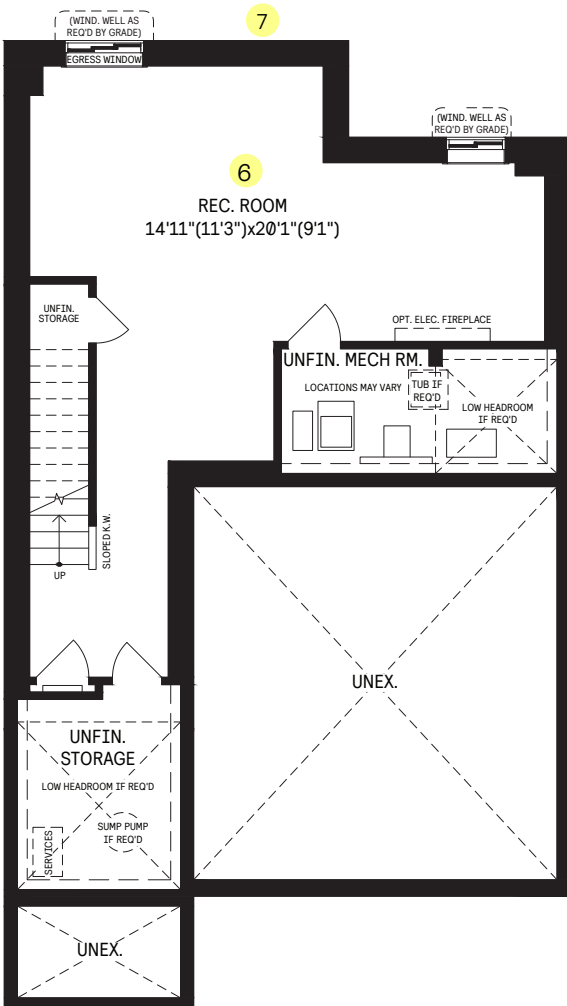 7
(WIND. WELL AS
REQ'D BY GRADE)
EGRESS WINDOW
(WIND. WELL AS
REQ'D BY GRADE)
6
REC. ROOM
14'11"(11'3")x20'1"(9'1")
UNFIN.
STORAGE
OPT. ELEC. FIREPLACE
UNFIN. MECH RM.
LOCATIONS MAY VARY
TUB IF
REQ'D
LOW HEADROOM
IF REQ'D
SLOPED K.W.
UP
UNEX.
UNFIN.
STORAGE
LOW HEADROOM IF REQ'D
SUMP PUMP
IF REQ'D
SERVICES
UNEX.